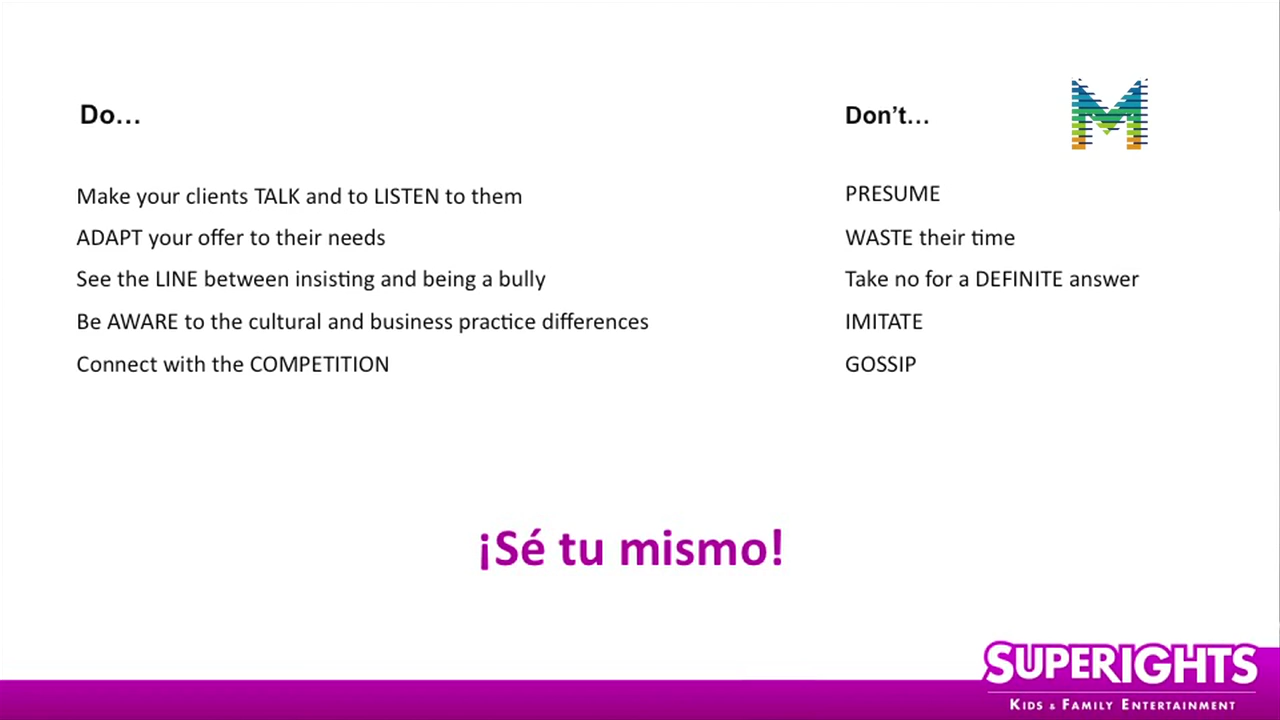 Do...
Make your clients TALK and to LISTEN to them
ADAPT your offer to their needs
See the LINE between insisting and being a bully
Be AWARE to the cultural and business practice differences
Connect with the COMPETITION
Don’t...
M
PRESUME
WASTE their time
Take no for a DEFINITE answer
IMITATE
GOSSIP
¡Sé tu mismo!
SUPERIGHTS
KIDS & FAMILY ENTERTAINMENT